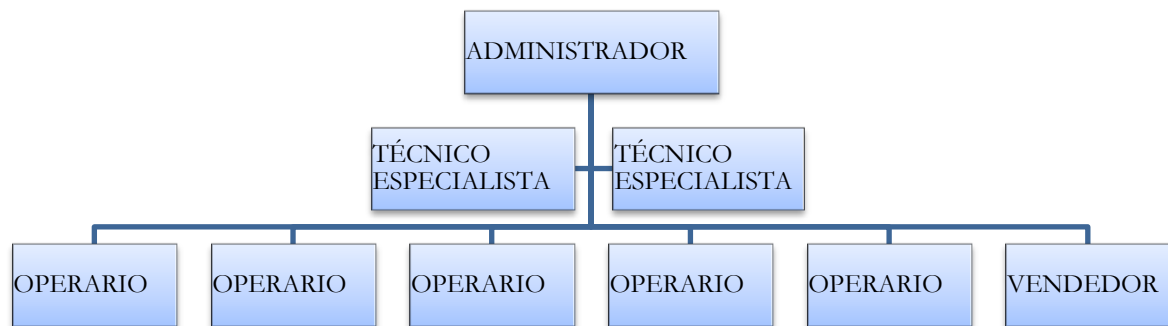 ADMINISTRADOR
TÉCNICO
ESPECIALISTA
TÉCNICO
ESPECIALISTA
OPERARIO
OPERARIO
OPERARIO
OPERARIO
OPERARIO
VENDEDOR